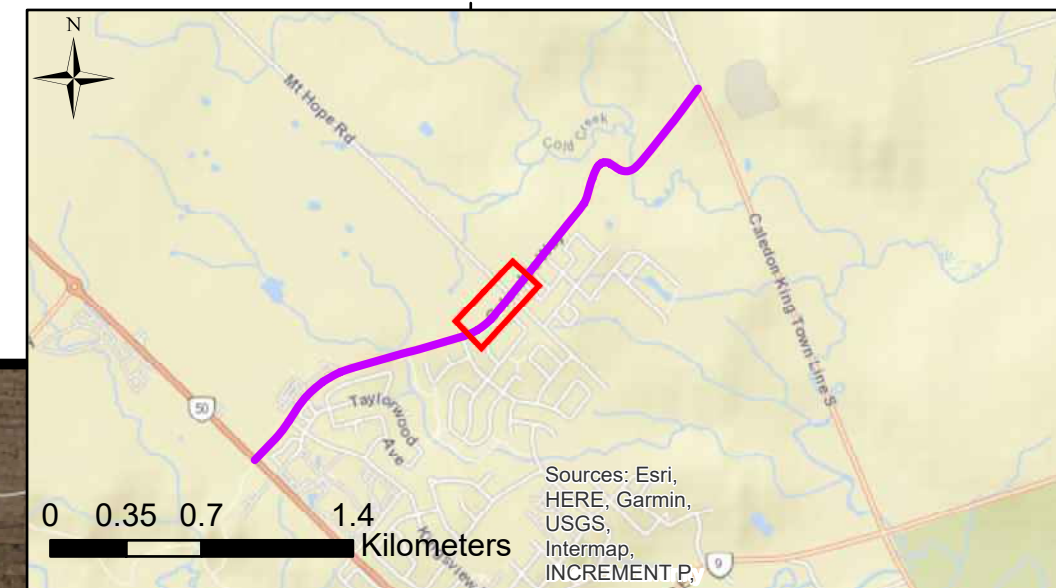 N
Mt Hope Rd
Cold Creek
Caledon King Town Line S
50
Taylorwood
Ave
Sources: Esri,
HERE, Garmin,
USGS,
Intermap,
INCREMENT P,
0 0.35 0.7 1.4
Kilometers
9